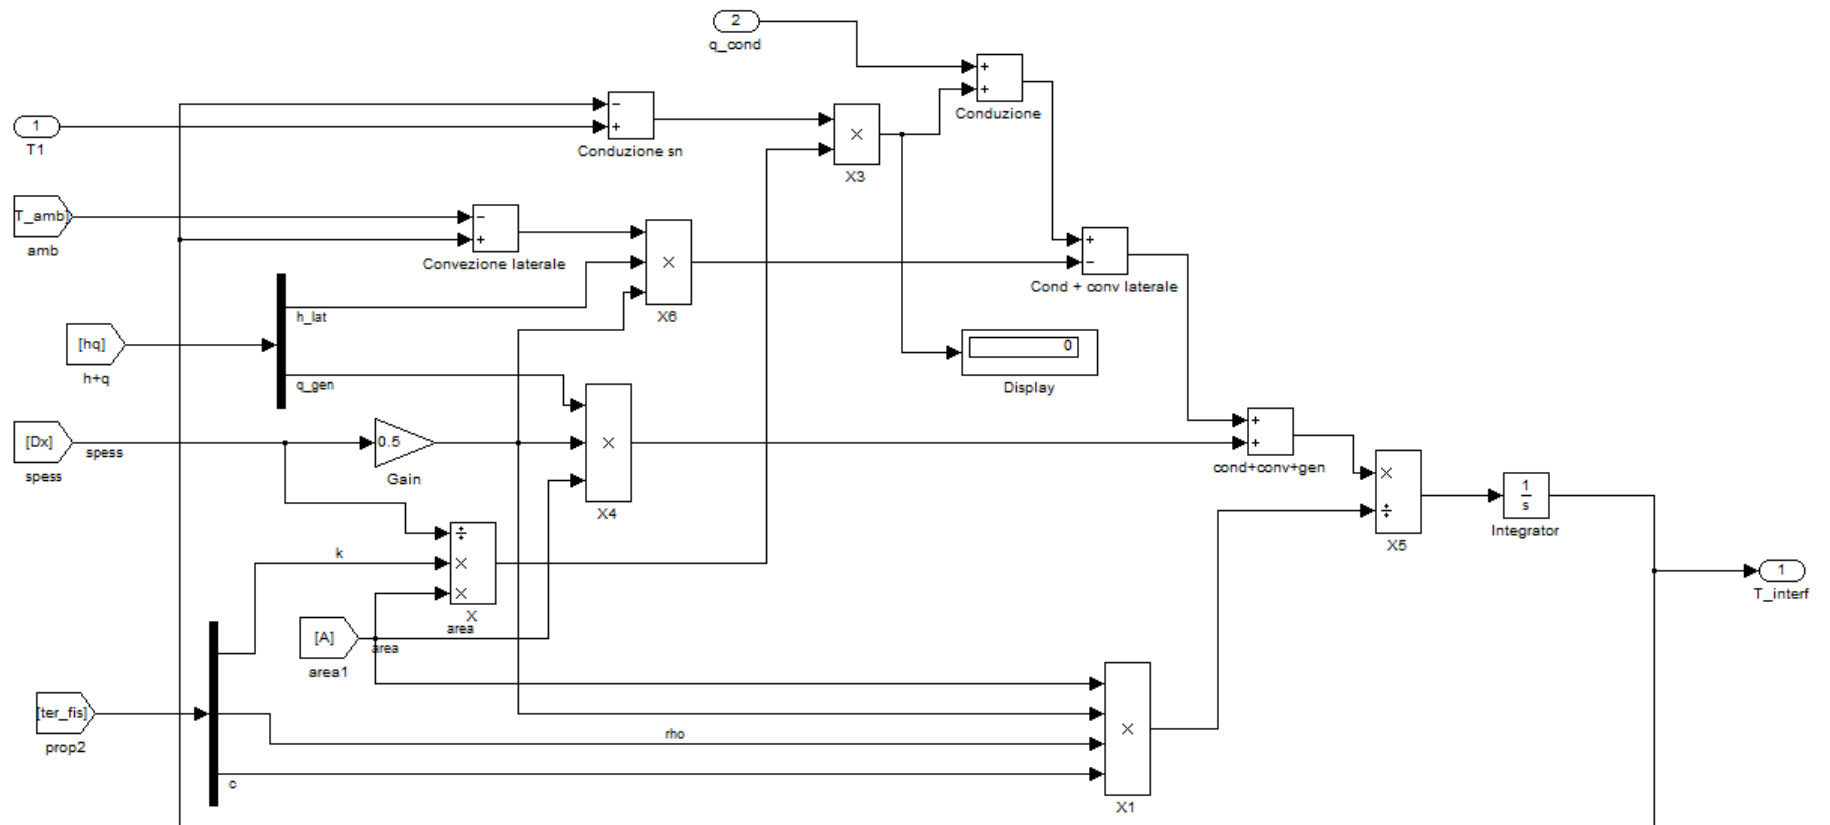 2
q_cond
+
+
Conduzione
−
+
Conduzione sn
1
T1
×
X3
T_amb]
amb
−
+
Convezione laterale
×
X6
+
−
Cond + conv laterale
h_lat
[hq]
h+q
q_gen
0
Display
[Dx]
spess
spess
0.5
Gain
×
X4
+
+
cond+conv+gen
×
÷
X5
1
s
Integrator
÷
×
×
X
k
1
T_interf
[A]
area1
area
area
[ter_fis]
prop2
rho
c
×
X1